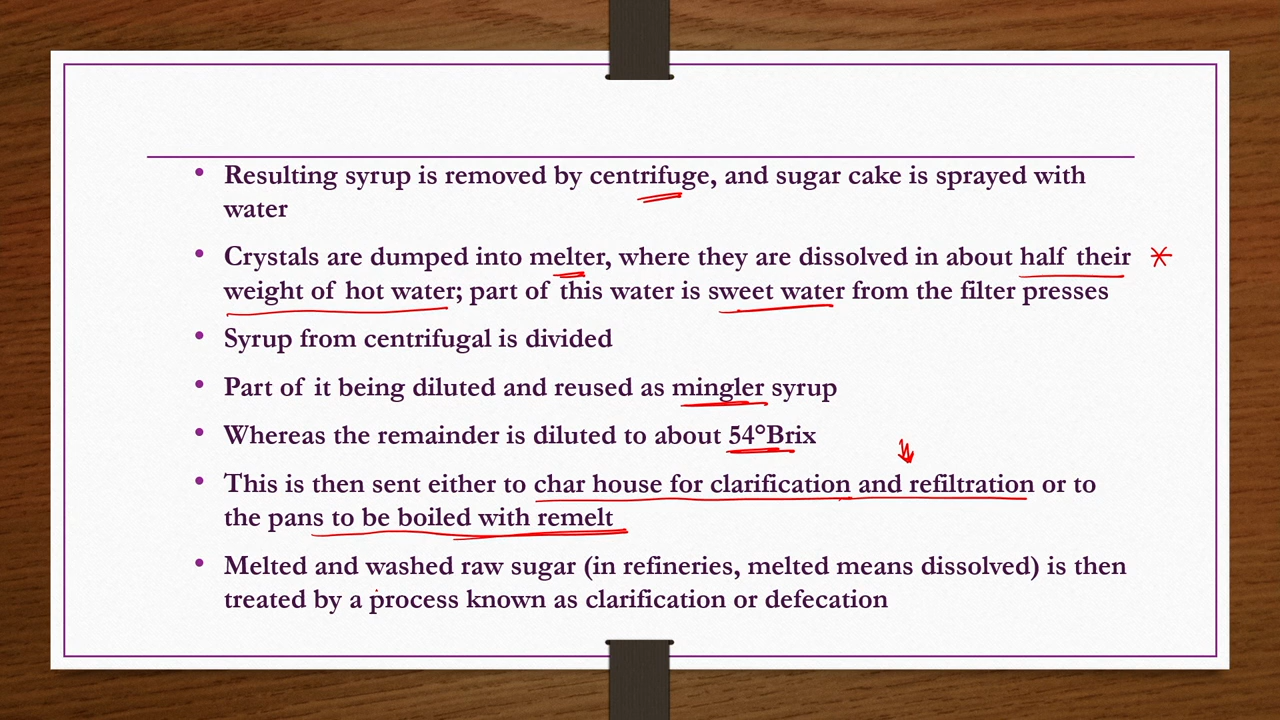 • Resulting syrup is removed by centrifuge, and sugar cake is sprayed with
water
• Crystals are dumped into melter, where they are dissolved in about half their
weight of hot water; part of this water is sweet water from the filter presses
• Syrup from centrifugal is divided
• Part of it being diluted and reused as mingler syrup
• Whereas the remainder is diluted to about 54°Brix
• This is then sent either to char house for clarification and refiltration or to
the pans to be boiled with remelt
• Melted and washed raw sugar (in refineries, melted means dissolved) is then
treated by a process known as clarification or defecation